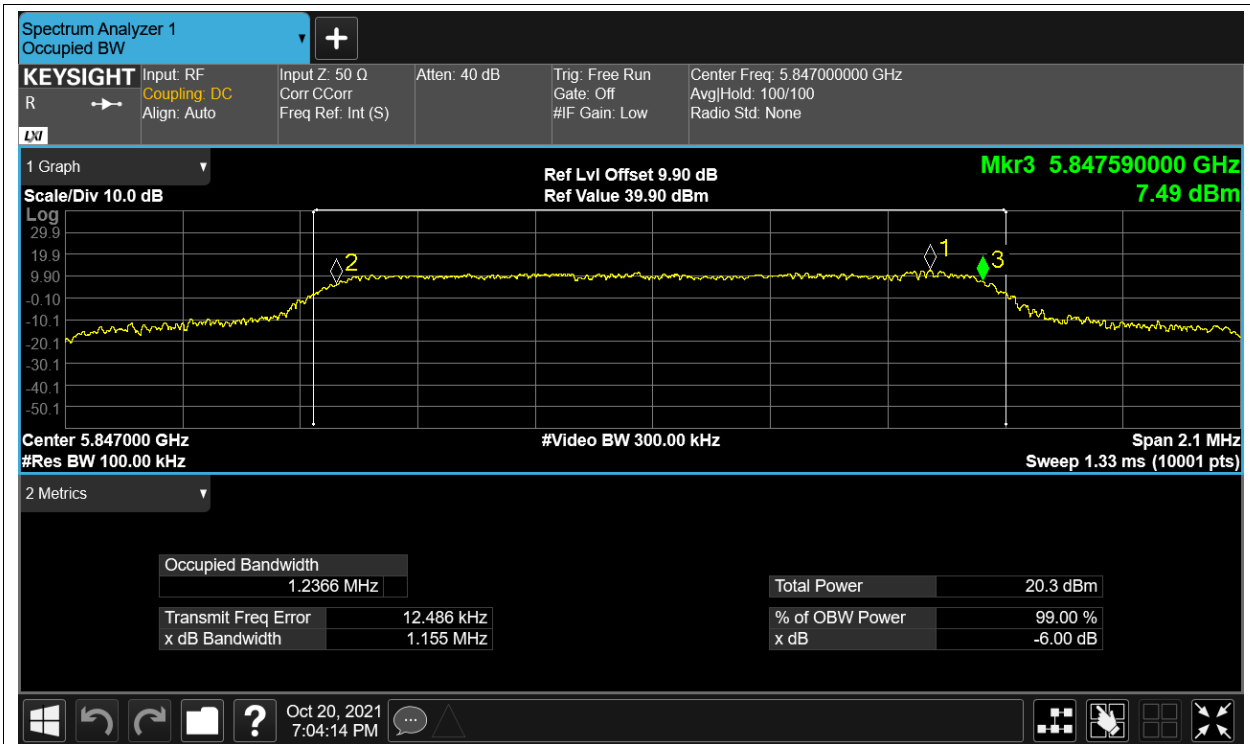 Spectrum Analyzer 1
Occupied BW
▼
+
KEYSIGHT
R
LXI
Input: RF
Coupling: DC
Align: Auto
Input Z: 50 Ω
Corr CCorr
Freq Ref: Int (S)
Atten: 40 dB
Trig: Free Run
Gate: Off
#IF Gain: Low
Center Freq: 5.847000000 GHz
Avg|Hold: 100/100
Radio Std: None
1 Graph
Scale/Div 10.0 dB
Ref Lvl Offset 9.90 dB
Ref Value 39.90 dBm
Mkr3 5.847590000 GHz
7.49 dBm
Log
29.9
19.9
9.90
-0.10
-10.1
-20.1
-30.1
-40.1
-50.1
2
1
3
Center 5.847000 GHz
#Video BW 300.00 kHz
Span 2.1 MHz
#Res BW 100.00 kHz
Sweep 1.33 ms (10001 pts)
2 Metrics
Occupied Bandwidth
1.2366 MHz
Transmit Freq Error 12.486 kHz
x dB Bandwidth 1.155 MHz
Total Power 20.3 dBm
% of OBW Power 99.00 %
x dB -6.00 dB
?
Oct 20, 2021
7:04:14 PM